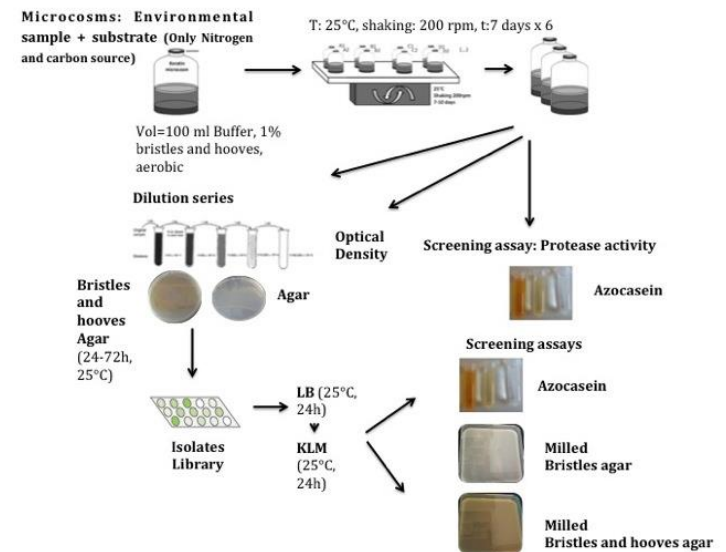 Microcosms: Environmental
sample + substrate (Only Nitrogen
and carbon source)
T: 25°C, shaking: 200 rpm, t:7 days x 6
Vol=100 ml Buffer, 1%
bristles and hooves,
aerobic
Dilution series
Optical
Density
Screening assay: Protease activity
Azocasein
Bristles
and
hooves
Agar
(24-72h,
25°C)
Agar
Screening assays
Azocasein
Isolates
Library
LB (25°C,
24h)
KLM
(25°C,
24h)
Milled
Bristles agar
Milled
Bristles and hooves agar